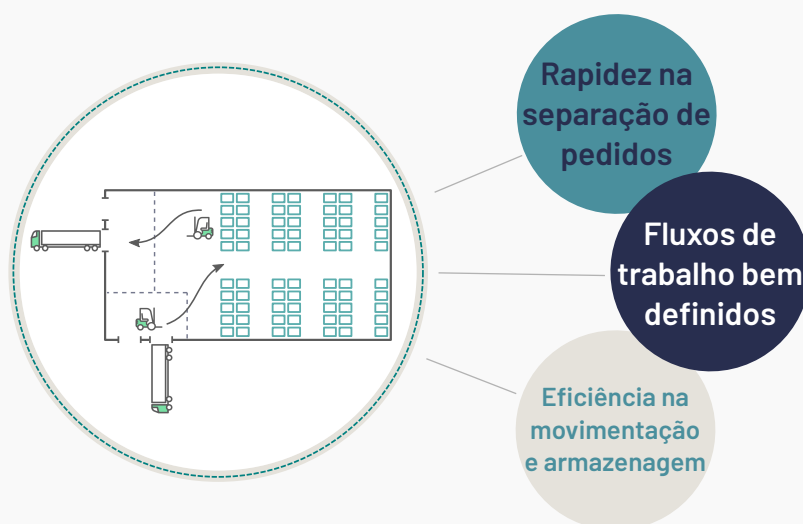 Rapidez na
separação de
pedidos
Fluxos de
trabalho bem
definidos
Eficiência na
movimentação
e armazenagem